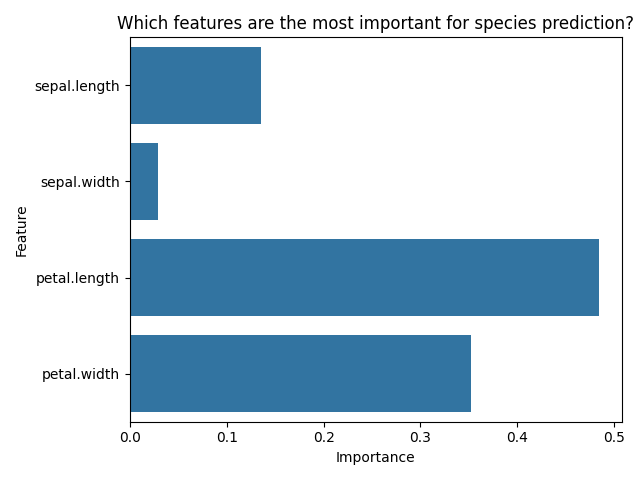 Which features are the most important for species prediction?
sepal.length
sepal.width
petal.length
petal.width
Feature
0.0 0.1 0.2 0.3 0.4 0.5
Importance